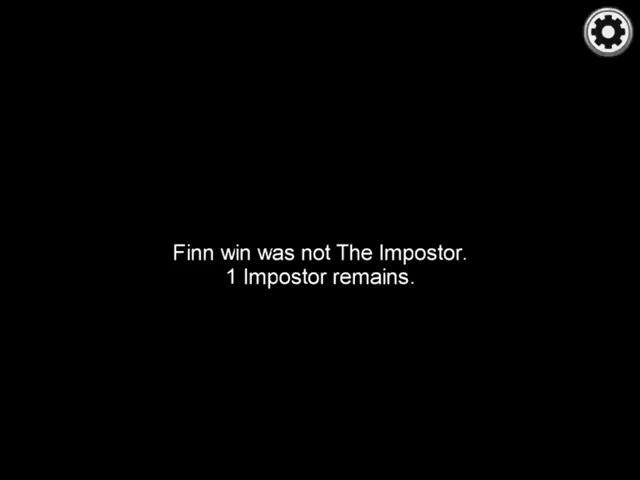 Finn win was not The Impostor.
1 Impostor remains.